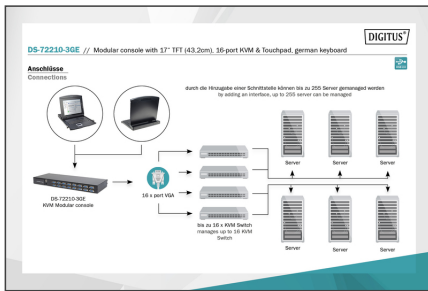 DIGITUS®
DS-72210-3GE // Modular console with 17" TFT (43,2cm), 16-port KVM & Touchpad, german keyboard
Anschlüsse
Connections
durch die Hinzugabe einer Schnittstelle können bis zu 255 Server gemanaged werden
by adding an interface, up to 255 server can be managed
Server
Server
Server
DS-72210-3GE
KVM Modular console
16 x port VGA
bis zu 16 x KVM Switch
manages up to 16 KVM
Switch
Server
Server
Server